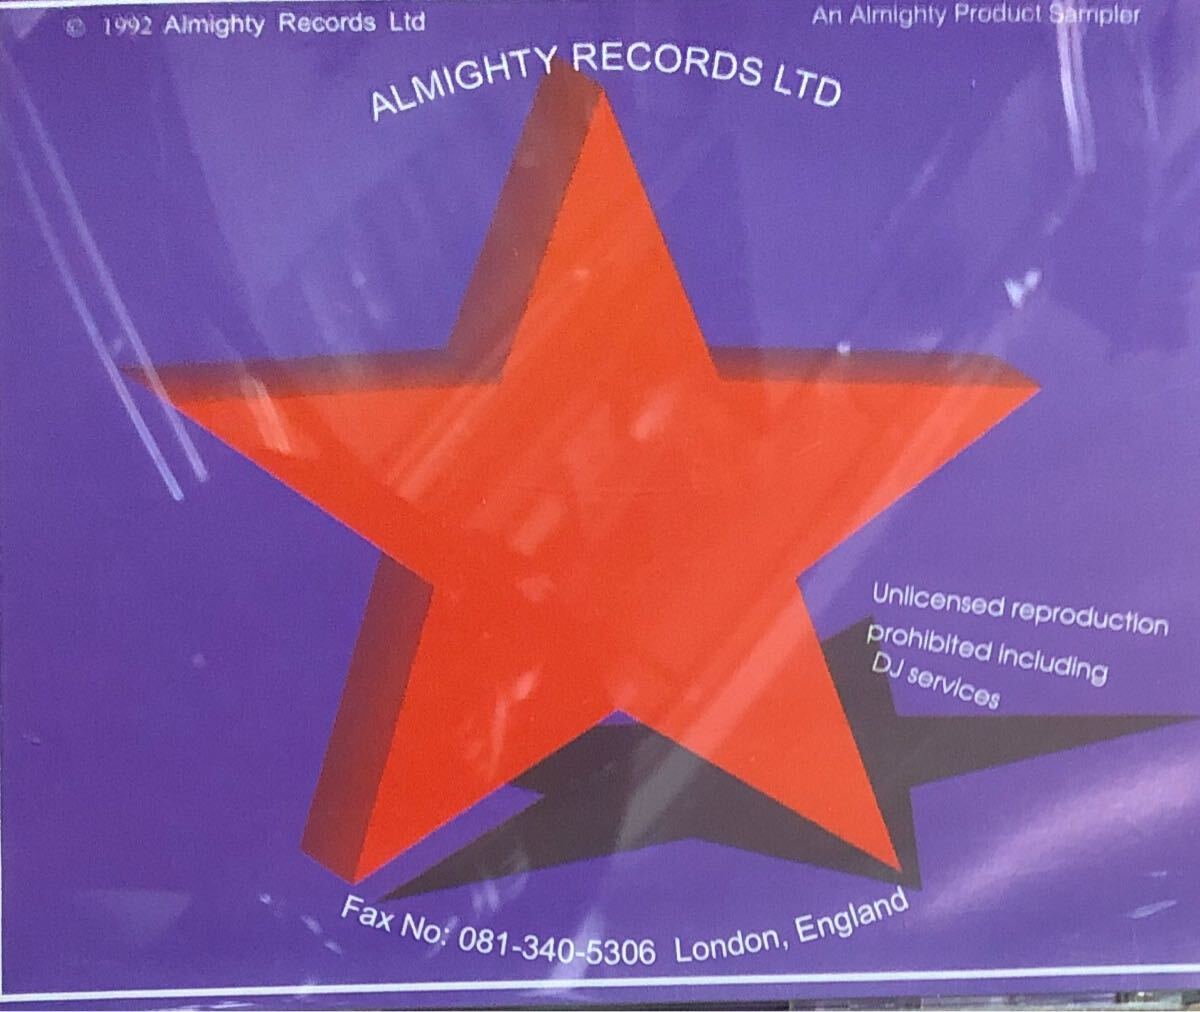 © 1992 Almighty Records Ltd
An Almighty Product Sampler
ALMIGHTY RECORDS LTD
Unlicensed reproduction
prohibited including
DJ services
Fax No: 081-340-5306 London, England